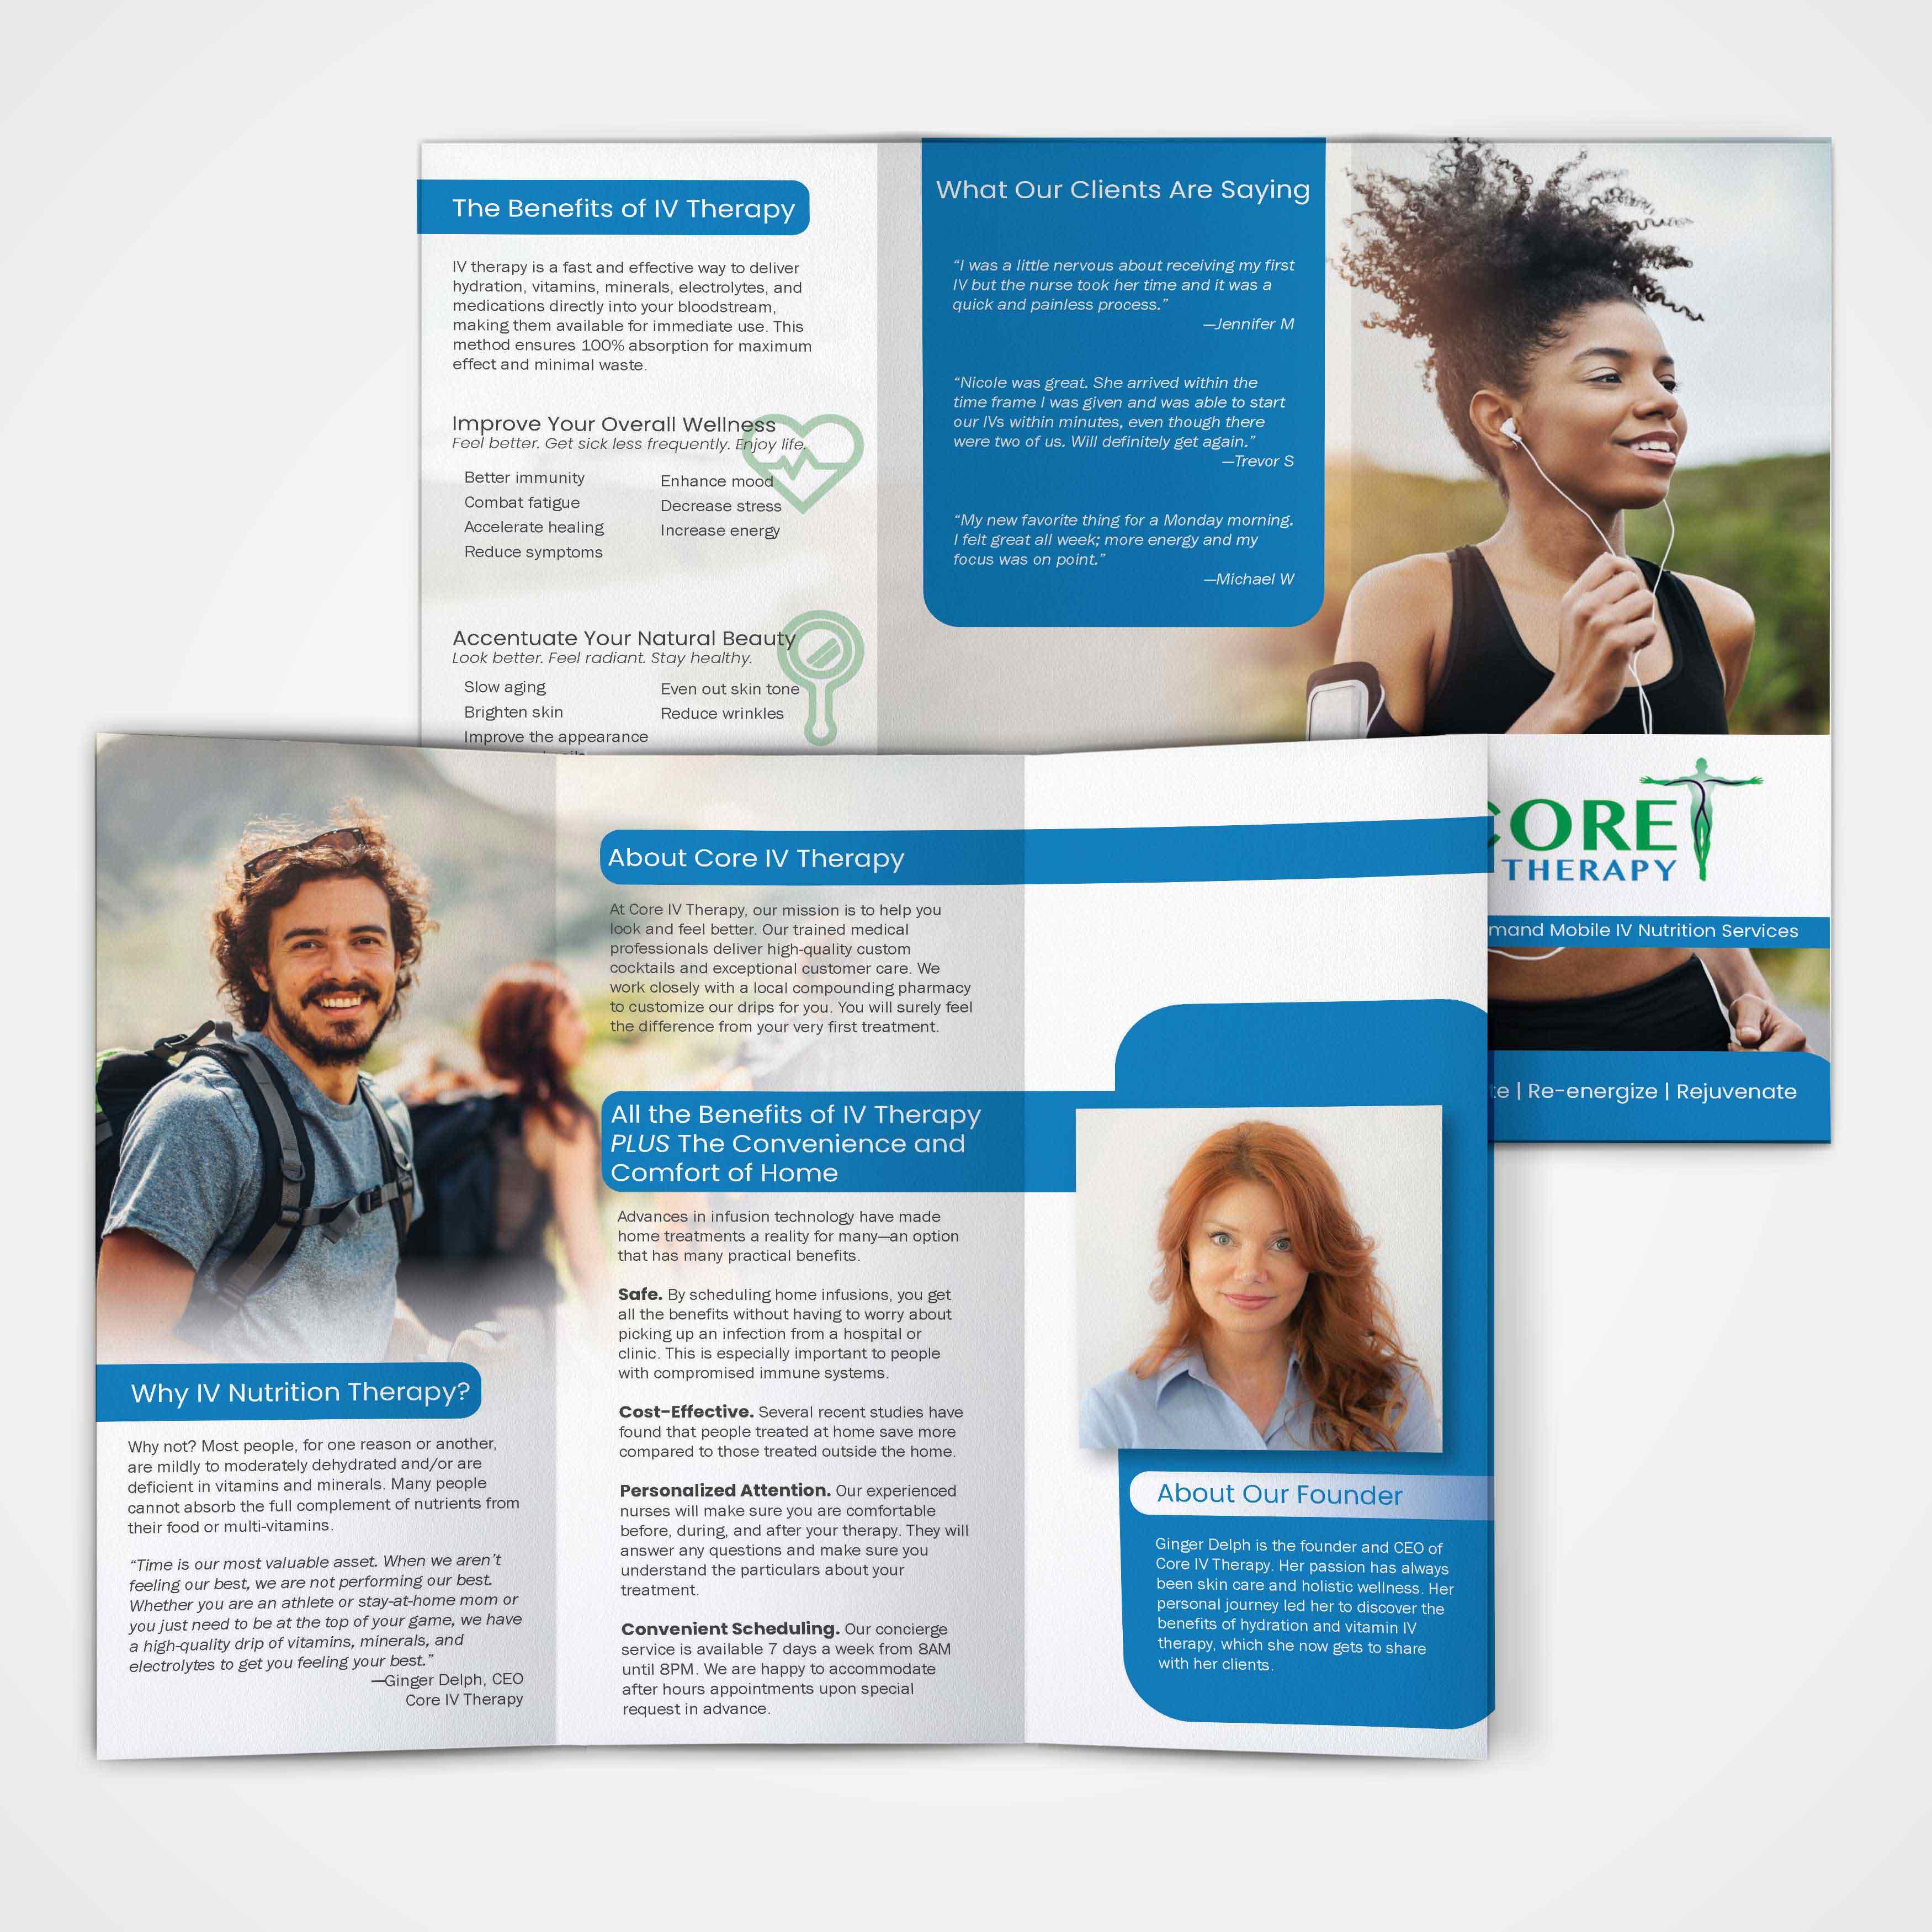 The Benefits of IV Therapy
IV therapy is a fast and effective way to deliver
hydration, vitamins, minerals, electrolytes, and
medications directly into your bloodstream,
making them available for immediate use. This
method ensures 100% absorption for maximum
effect and minimal waste.
Improve Your Overall Wellness
Feel better. Get sick less frequently. Enjoy life.
Better immunity
Combat fatigue
Accelerate healing
Reduce symptoms
Enhance mood
Decrease stress
Increase energy
Accentuate Your Natural Beauty
Look better. Feel radiant. Stay healthy.
Slow aging
Brighten skin
Improve the appearance
Even out skin tone
Reduce wrinkles
What Our Clients Are Saying
“I was a little nervous about receiving my first
IV but the nurse took her time and it was a
quick and painless process.”
—Jennifer M
“Nicole was great. She arrived within the
time frame I was given and was able to start
our IVs within minutes, even though there
were two of us. Will definitely get again.”
—Trevor S
“My new favorite thing for a Monday morning.
I felt great all week; more energy and my
focus was on point.”
—Michael W
CORE
THERAPY
Mobile IV Nutrition Services
| Re-energize | Rejuvenate
Why IV Nutrition Therapy?
Why not? Most people, for one reason or another,
are mildly to moderately dehydrated and/or are
deficient in vitamins and minerals. Many people
cannot absorb the full complement of nutrients from
their food or multi-vitamins.
“Time is our most valuable asset. When we aren’t
feeling our best, we are not performing our best.
Whether you are an athlete or stay-at-home mom or
you just need to be at the top of your game, we have
a high-quality drip of vitamins, minerals, and
electrolytes to get you feeling your best.”
—Ginger Delph, CEO
Core IV Therapy
About Core IV Therapy
At Core IV Therapy, our mission is to help you
look and feel better. Our trained medical
professionals deliver high-quality custom
cocktails and exceptional customer care. We
work closely with a local compounding pharmacy
to customize our drips for you. You will surely feel
the difference from your very first treatment.
All the Benefits of IV Therapy
PLUS The Convenience and
Comfort of Home
Advances in infusion technology have made
home treatments a reality for many—an option
that has many practical benefits.
Safe. By scheduling home infusions, you get
all the benefits without having to worry about
picking up an infection from a hospital or
clinic. This is especially important to people
with compromised immune systems.
Cost-Effective. Several recent studies have
found that people treated at home save more
compared to those treated outside the home.
Personalized Attention. Our experienced
nurses will make sure you are comfortable
before, during, and after your therapy. They will
answer any questions and make sure you
understand the particulars about your
treatment.
Convenient Scheduling. Our concierge
service is available 7 days a week from 8AM
until 8PM. We are happy to accommodate
after hours appointments upon special
request in advance.
About Our Founder
Ginger Delph is the founder and CEO of
Core IV Therapy. Her passion has always
been skin care and holistic wellness. Her
personal journey led her to discover the
benefits of hydration and vitamin IV
therapy, which she now gets to share
with her clients.